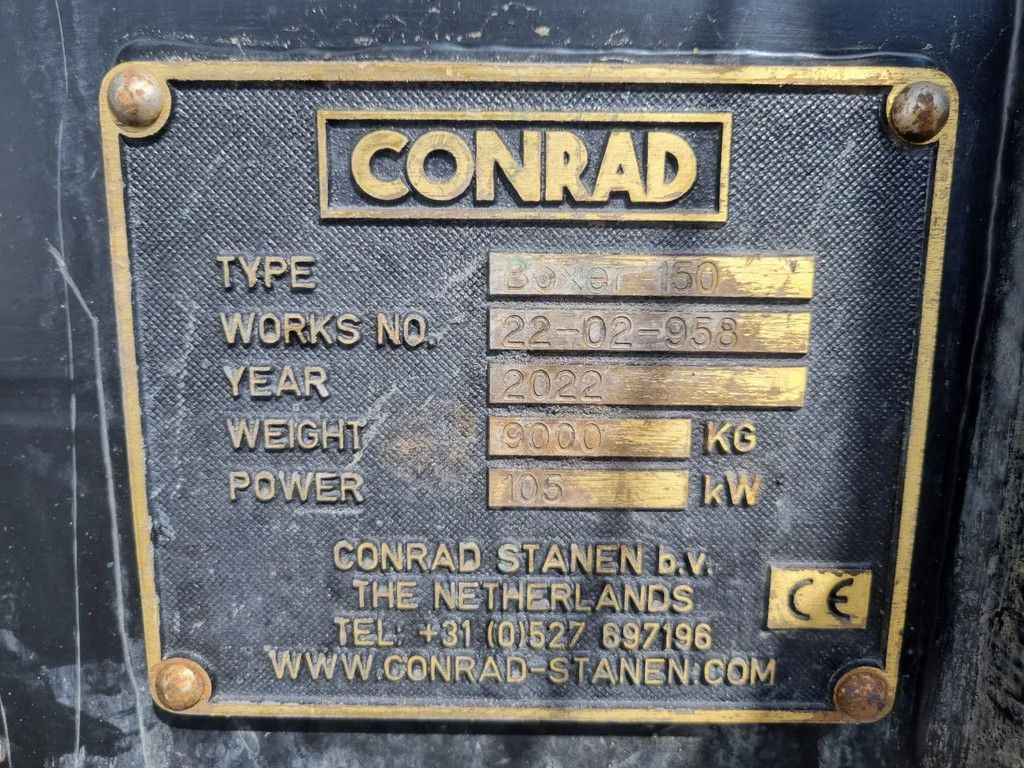 CONRAD
TYPE Boxer 150
WORKS NO. 22-02-958
YEAR 2022
WEIGHT 9000 KG
POWER 105 kW
CONRAD STANEN b.v.
THE NETHERLANDS
TEL: +31 (0)527 697196
WWW.CONRAD-STANEN.COM
CE